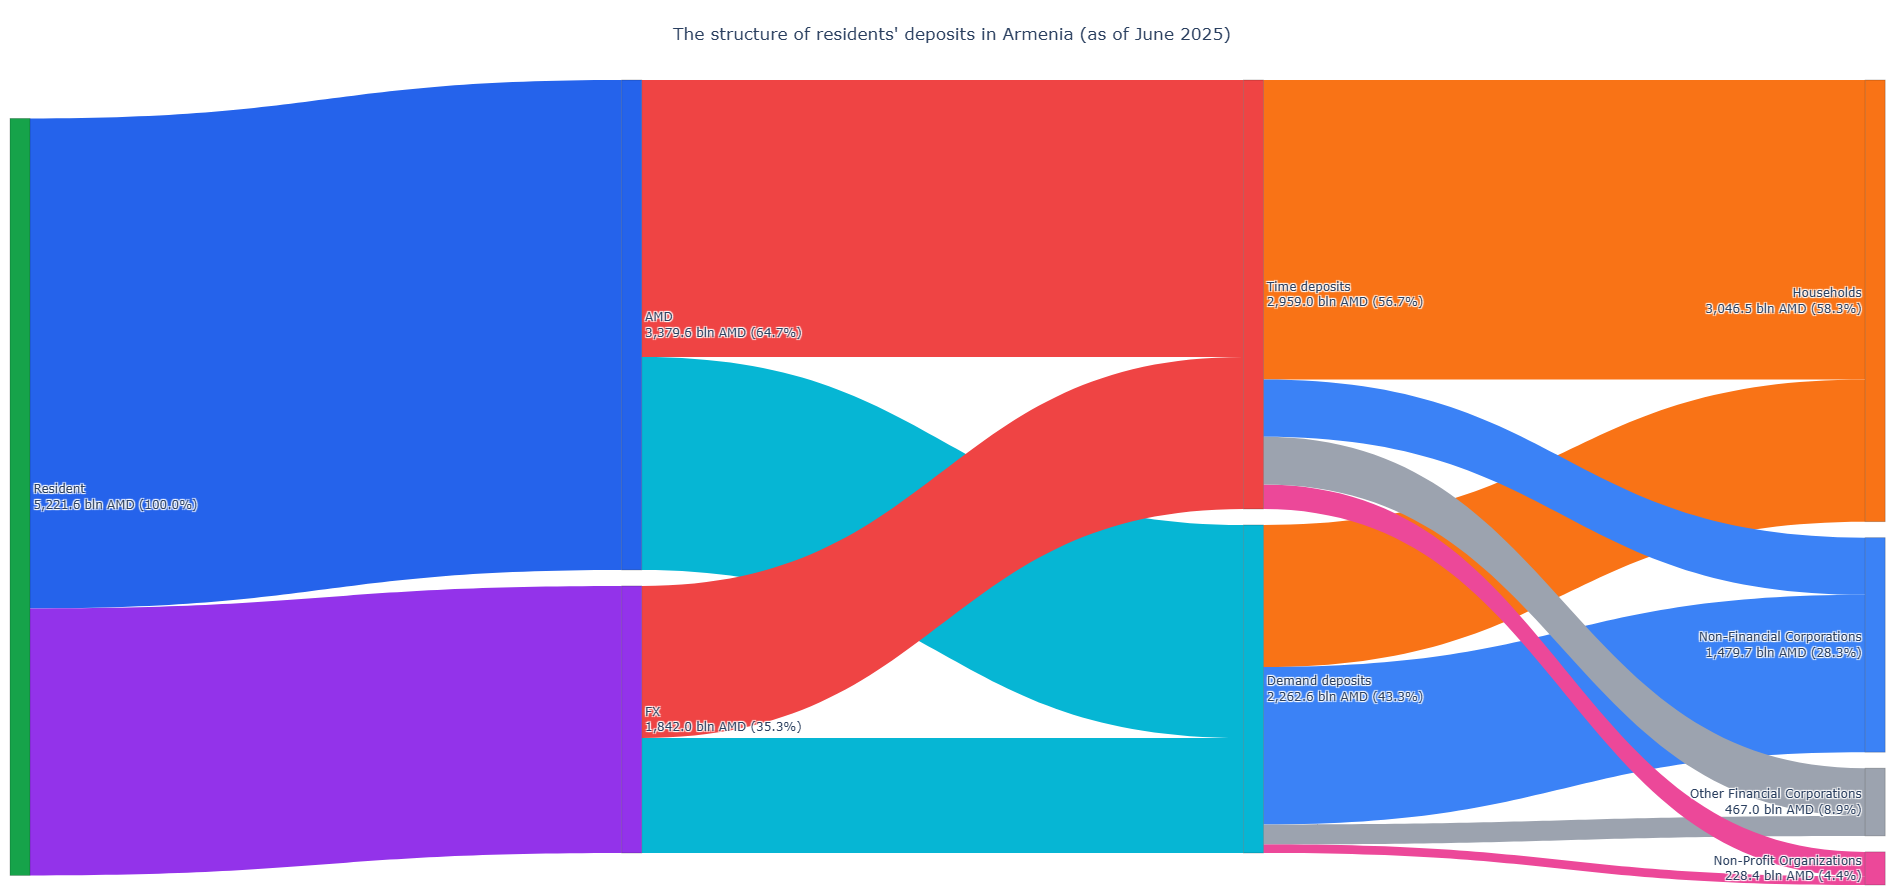 The structure of residents' deposits in Armenia (as of June 2025)
Resident
5,221.6 bln AMD (100.0%)
AMD
3,379.6 bln AMD (64.7%)
FX
1,842.0 bln AMD (35.3%)
Time deposits
2,959.0 bln AMD (56.7%)
Demand deposits
2,262.6 bln AMD (43.3%)
Households
3,046.5 bln AMD (58.3%)
Non-Financial Corporations
1,479.7 bln AMD (28.3%)
Other Financial Corporations
467.0 bln AMD (8.9%)
Non-Profit Organizations
228.4 bln AMD (4.4%)